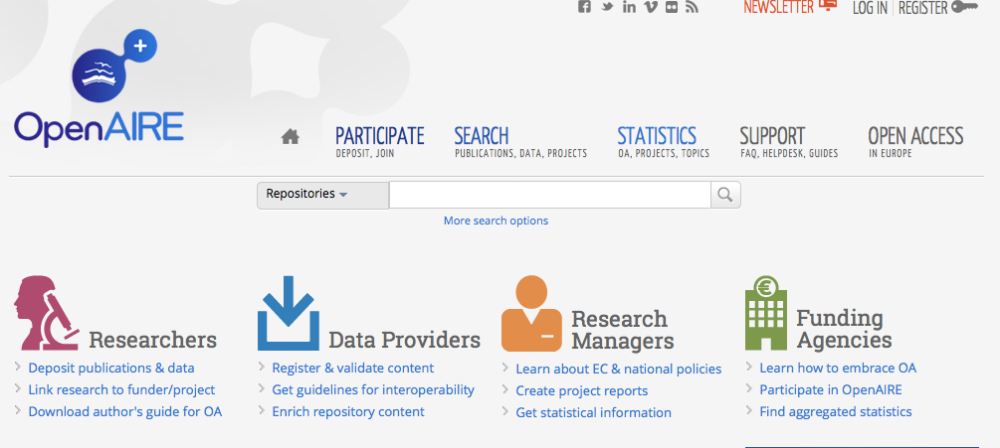 NEWSLETTER LOG IN | REGISTER
OpenAIRE
PARTICIPATE
DEPOSIT, JOIN
SEARCH
PUBLICATIONS, DATA, PROJECTS
STATISTICS
OA, PROJECTS, TOPICS
SUPPORT
FAQ, HELPDESK, GUIDES
OPEN ACCESS
IN EUROPE
Repositories
More search options
Researchers
Deposit publications & data
Link research to funder/project
Download author's guide for OA
Data Providers
Register & validate content
Get guidelines for interoperability
Enrich repository content
Research
Managers
Learn about EC & national policies
Create project reports
Get statistical information
Funding
Agencies
Learn how to embrace OA
Participate in OpenAIRE
Find aggregated statistics